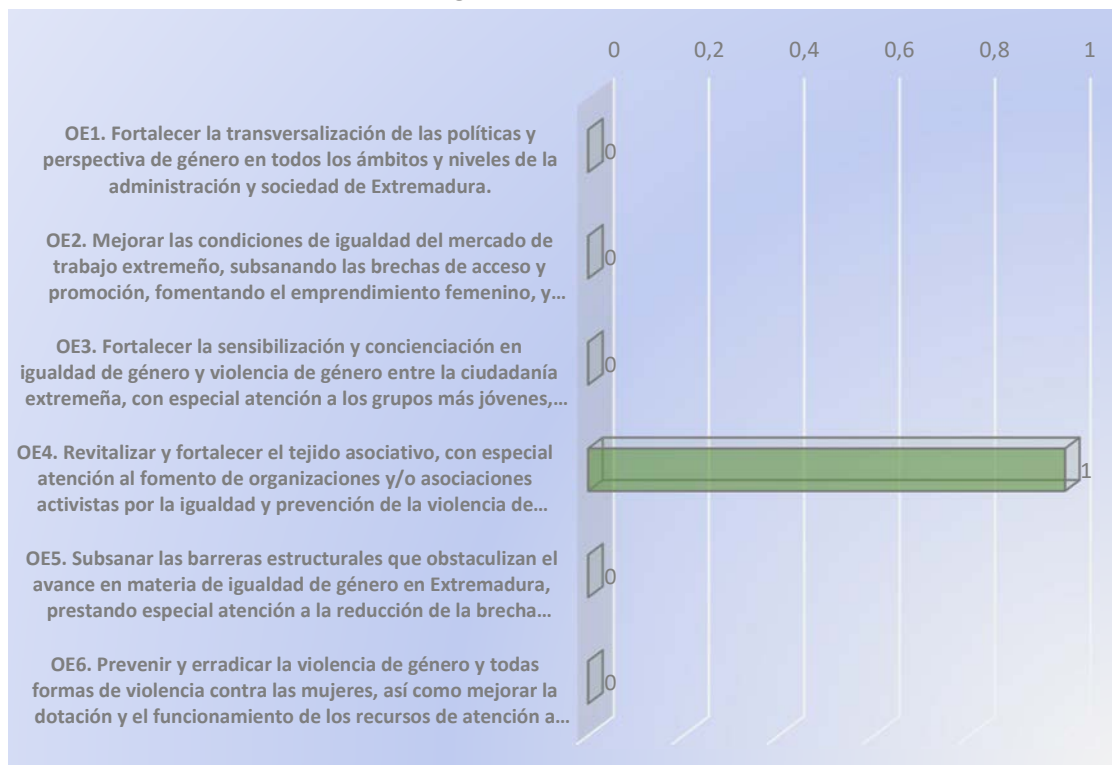 0 0,2 0,4 0,6 0,8 1
OE1. Fortalecer la transversalización de las políticas y
perspectiva de género en todos los ámbitos y niveles de la
administración y sociedad de Extremadura.
0
OE2. Mejorar las condiciones de igualdad del mercado de
trabajo extremeño, subsanando las brechas de acceso y
promoción, fomentando el emprendimiento femenino, y…
0
OE3. Fortalecer la sensibilización y concienciación en
igualdad de género y violencia de género entre la ciudadanía
extremeña, con especial atención a los grupos más jóvenes,…
0
OE4. Revitalizar y fortalecer el tejido asociativo, con especial
atención al fomento de organizaciones y/o asociaciones
activistas por la igualdad y prevención de la violencia de…
1
OE5. Subsanar las barreras estructurales que obstaculizan el
avance en materia de igualdad de género en Extremadura,
prestando especial atención a la reducción de la brecha…
0
OE6. Prevenir y erradicar la violencia de género y todas
formas de violencia contra las mujeres, así como mejorar la
dotación y el funcionamiento de los recursos de atención a…
0